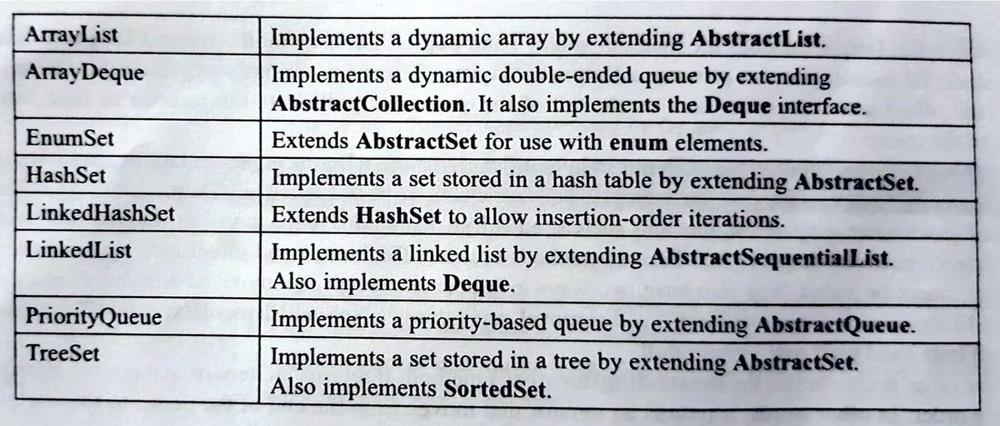 ArrayList
Implements a dynamic array by extending AbstractList.
ArrayDeque
Implements a dynamic double-ended queue by extending
AbstractCollection. It also implements the Deque interface.
EnumSet
Extends AbstractSet for use with enum elements.
HashSet
Implements a set stored in a hash table by extending AbstractSet.
LinkedHashSet
Extends HashSet to allow insertion-order iterations.
LinkedList
Implements a linked list by extending AbstractSequentialList.
Also implements Deque.
PriorityQueue
Implements a priority-based queue by extending AbstractQueue.
TreeSet
Implements a set stored in a tree by extending AbstractSet.
Also implements SortedSet.